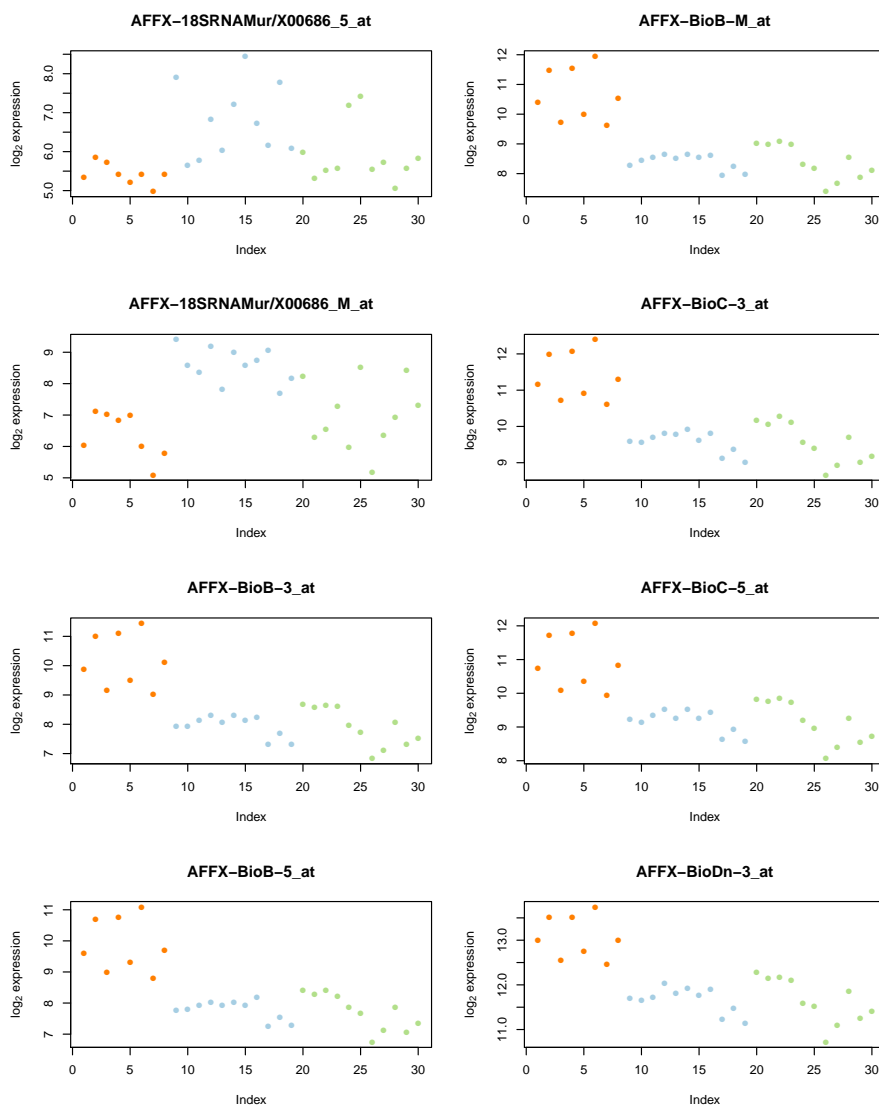 AFFX−18SRNAMur/X00686_5_at
log2 expression
5.0 6.0 7.0 8.0
0 5 10 15 20 25 30
Index
AFFX−BioB−M_at
log2 expression
8 9 10 11 12
0 5 10 15 20 25 30
Index
AFFX−18SRNAMur/X00686_M_at
log2 expression
5 6 7 8 9
0 5 10 15 20 25 30
Index
AFFX−BioC−3_at
log2 expression
9 10 11 12
0 5 10 15 20 25 30
Index
AFFX−BioB−3_at
log2 expression
7 8 9 10 11
0 5 10 15 20 25 30
Index
AFFX−BioC−5_at
log2 expression
8 9 10 11 12
0 5 10 15 20 25 30
Index
AFFX−BioB−5_at
log2 expression
7 8 9 10 11
0 5 10 15 20 25 30
Index
AFFX−BioDn−3_at
log2 expression
11.0 12.0 13.0
0 5 10 15 20 25 30
Index